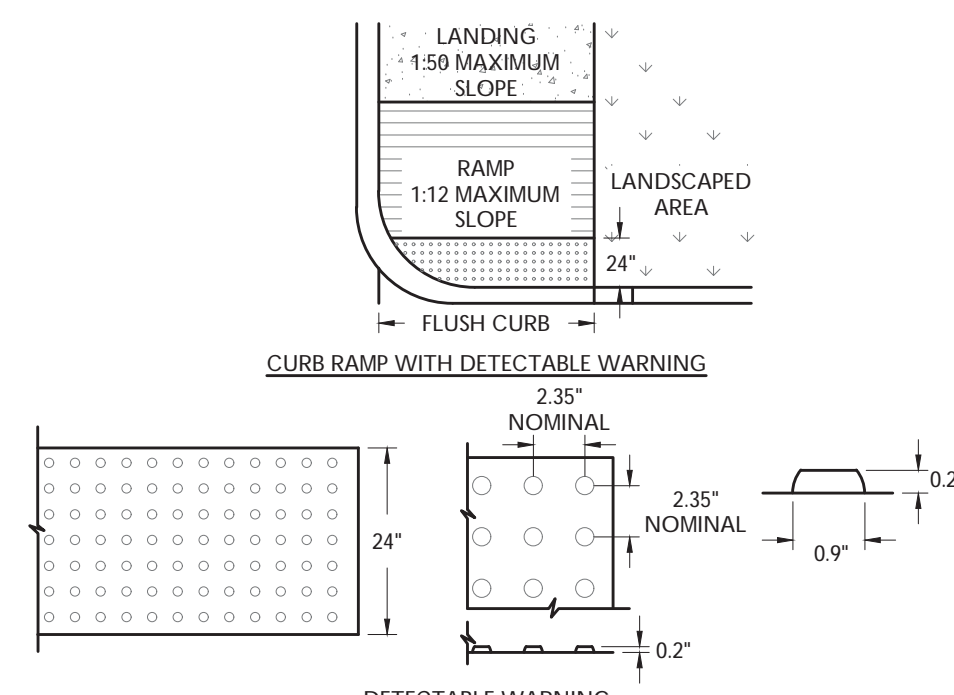 LANDING
1:50 MAXIMUM
SLOPE
RAMP
1:12 MAXIMUM
SLOPE
LANDSCAPED
AREA
24"
FLUSH CURB
CURB RAMP WITH DETECTABLE WARNING
2.35"
NOMINAL
24"
2.35"
NOMINAL
0.2
0.9"
0.2"
DETECTABLE WARNING